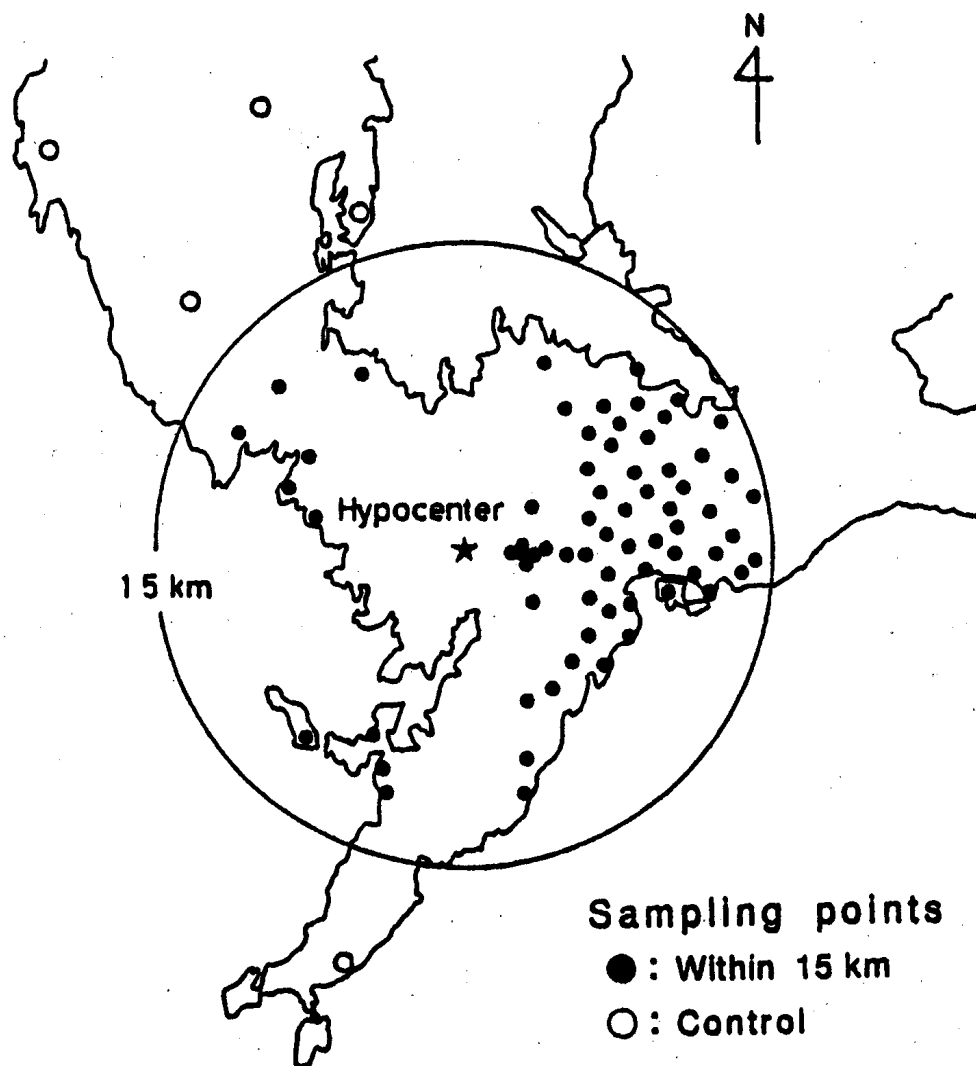 N
Hypocenter
15 km
Sampling points
●: Within 15 km
○: Control